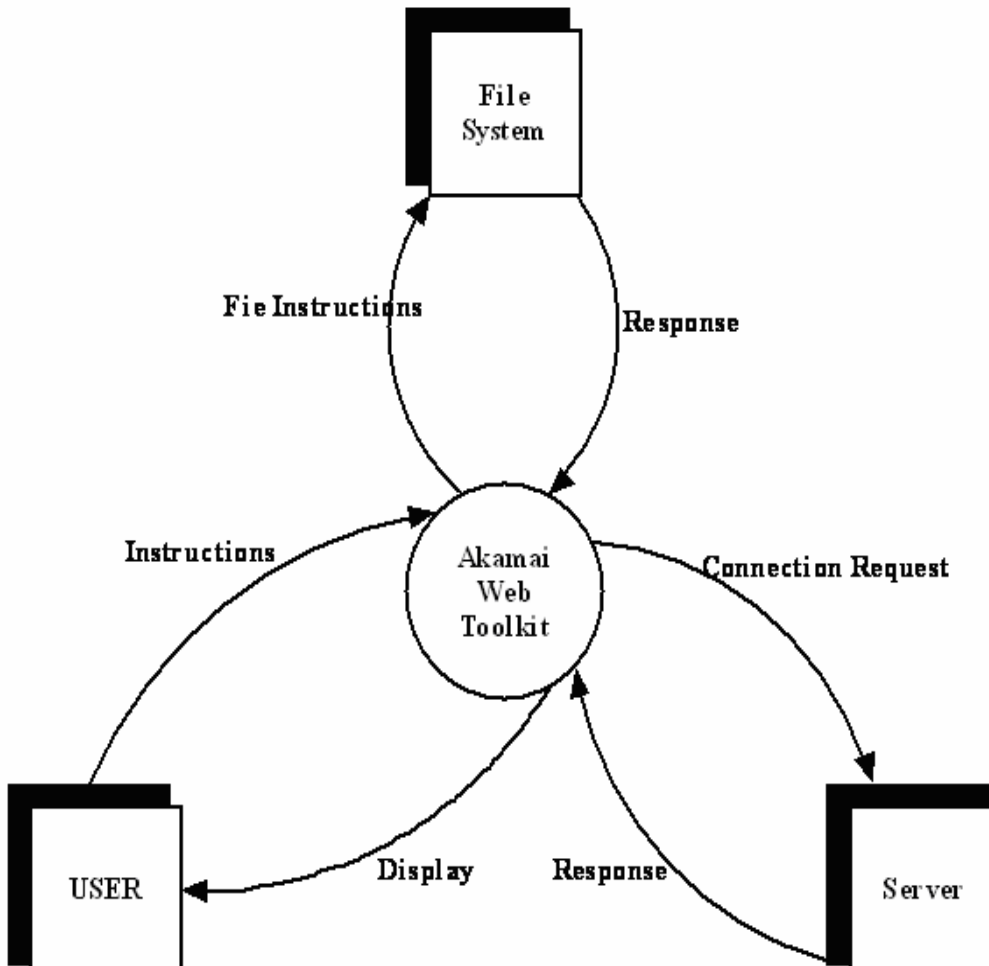 File
System
Fie Instructions
Response
Instructions
Akamai
Web
Toolkit
Connection Request
Display
Response
USER
Server